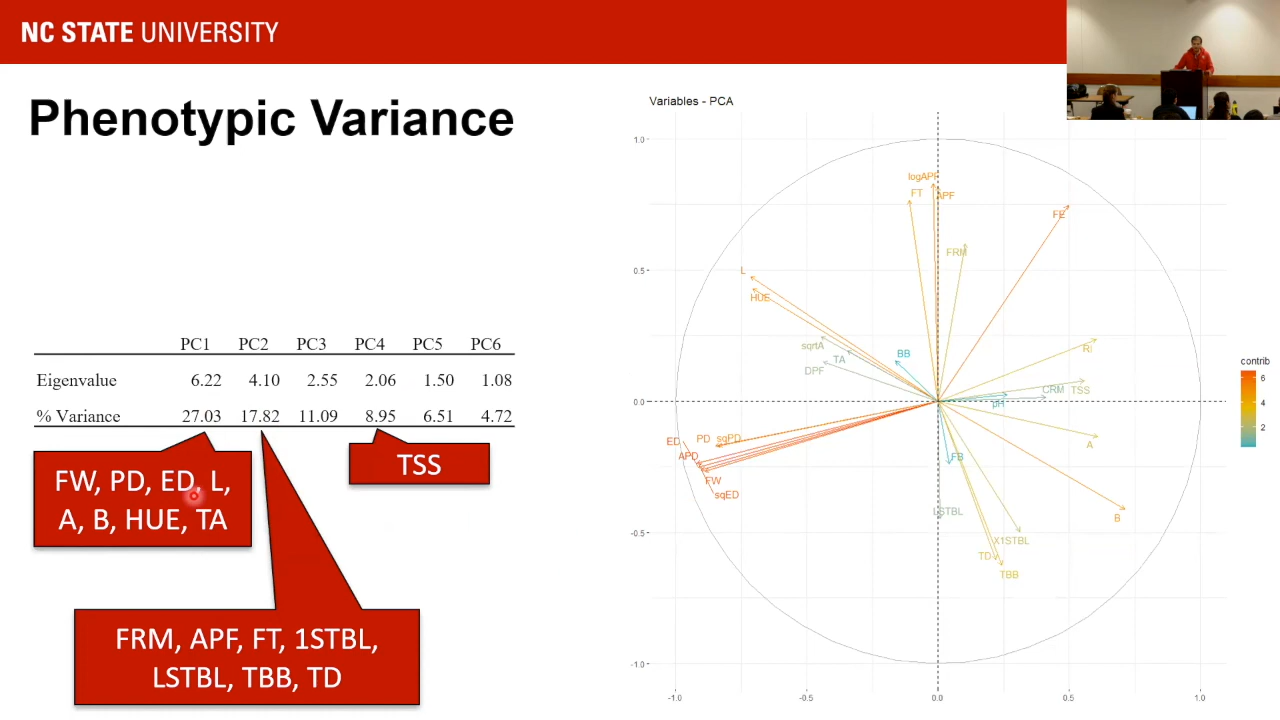 NC STATE UNIVERSITY
Phenotypic Variance
PC1 PC2 PC3 PC4 PC5 PC6
Eigenvalue 6.22 4.10 2.55 2.06 1.50 1.08
% Variance 27.03 17.82 11.09 8.95 6.51 4.72
FW, PD, ED, L,
A, B, HUE, TA
TSS
FRM, APF, FT, 1STBL,
LSTBL, TBB, TD
Variables - PCA
1.0
0.5
0.0
-0.5
-1.0
logAPF
FT APF
FE
FRM
L
HUE
sqrtA
TA
DPF
BB
CRM TSS
pH
A
ED PD sqPD
APD
FW
sqED
FB
LSTBL
B
X1STBL
TD
TBB
-1.0 -0.5 0.0 0.5 1.0
contrib
6
4
2